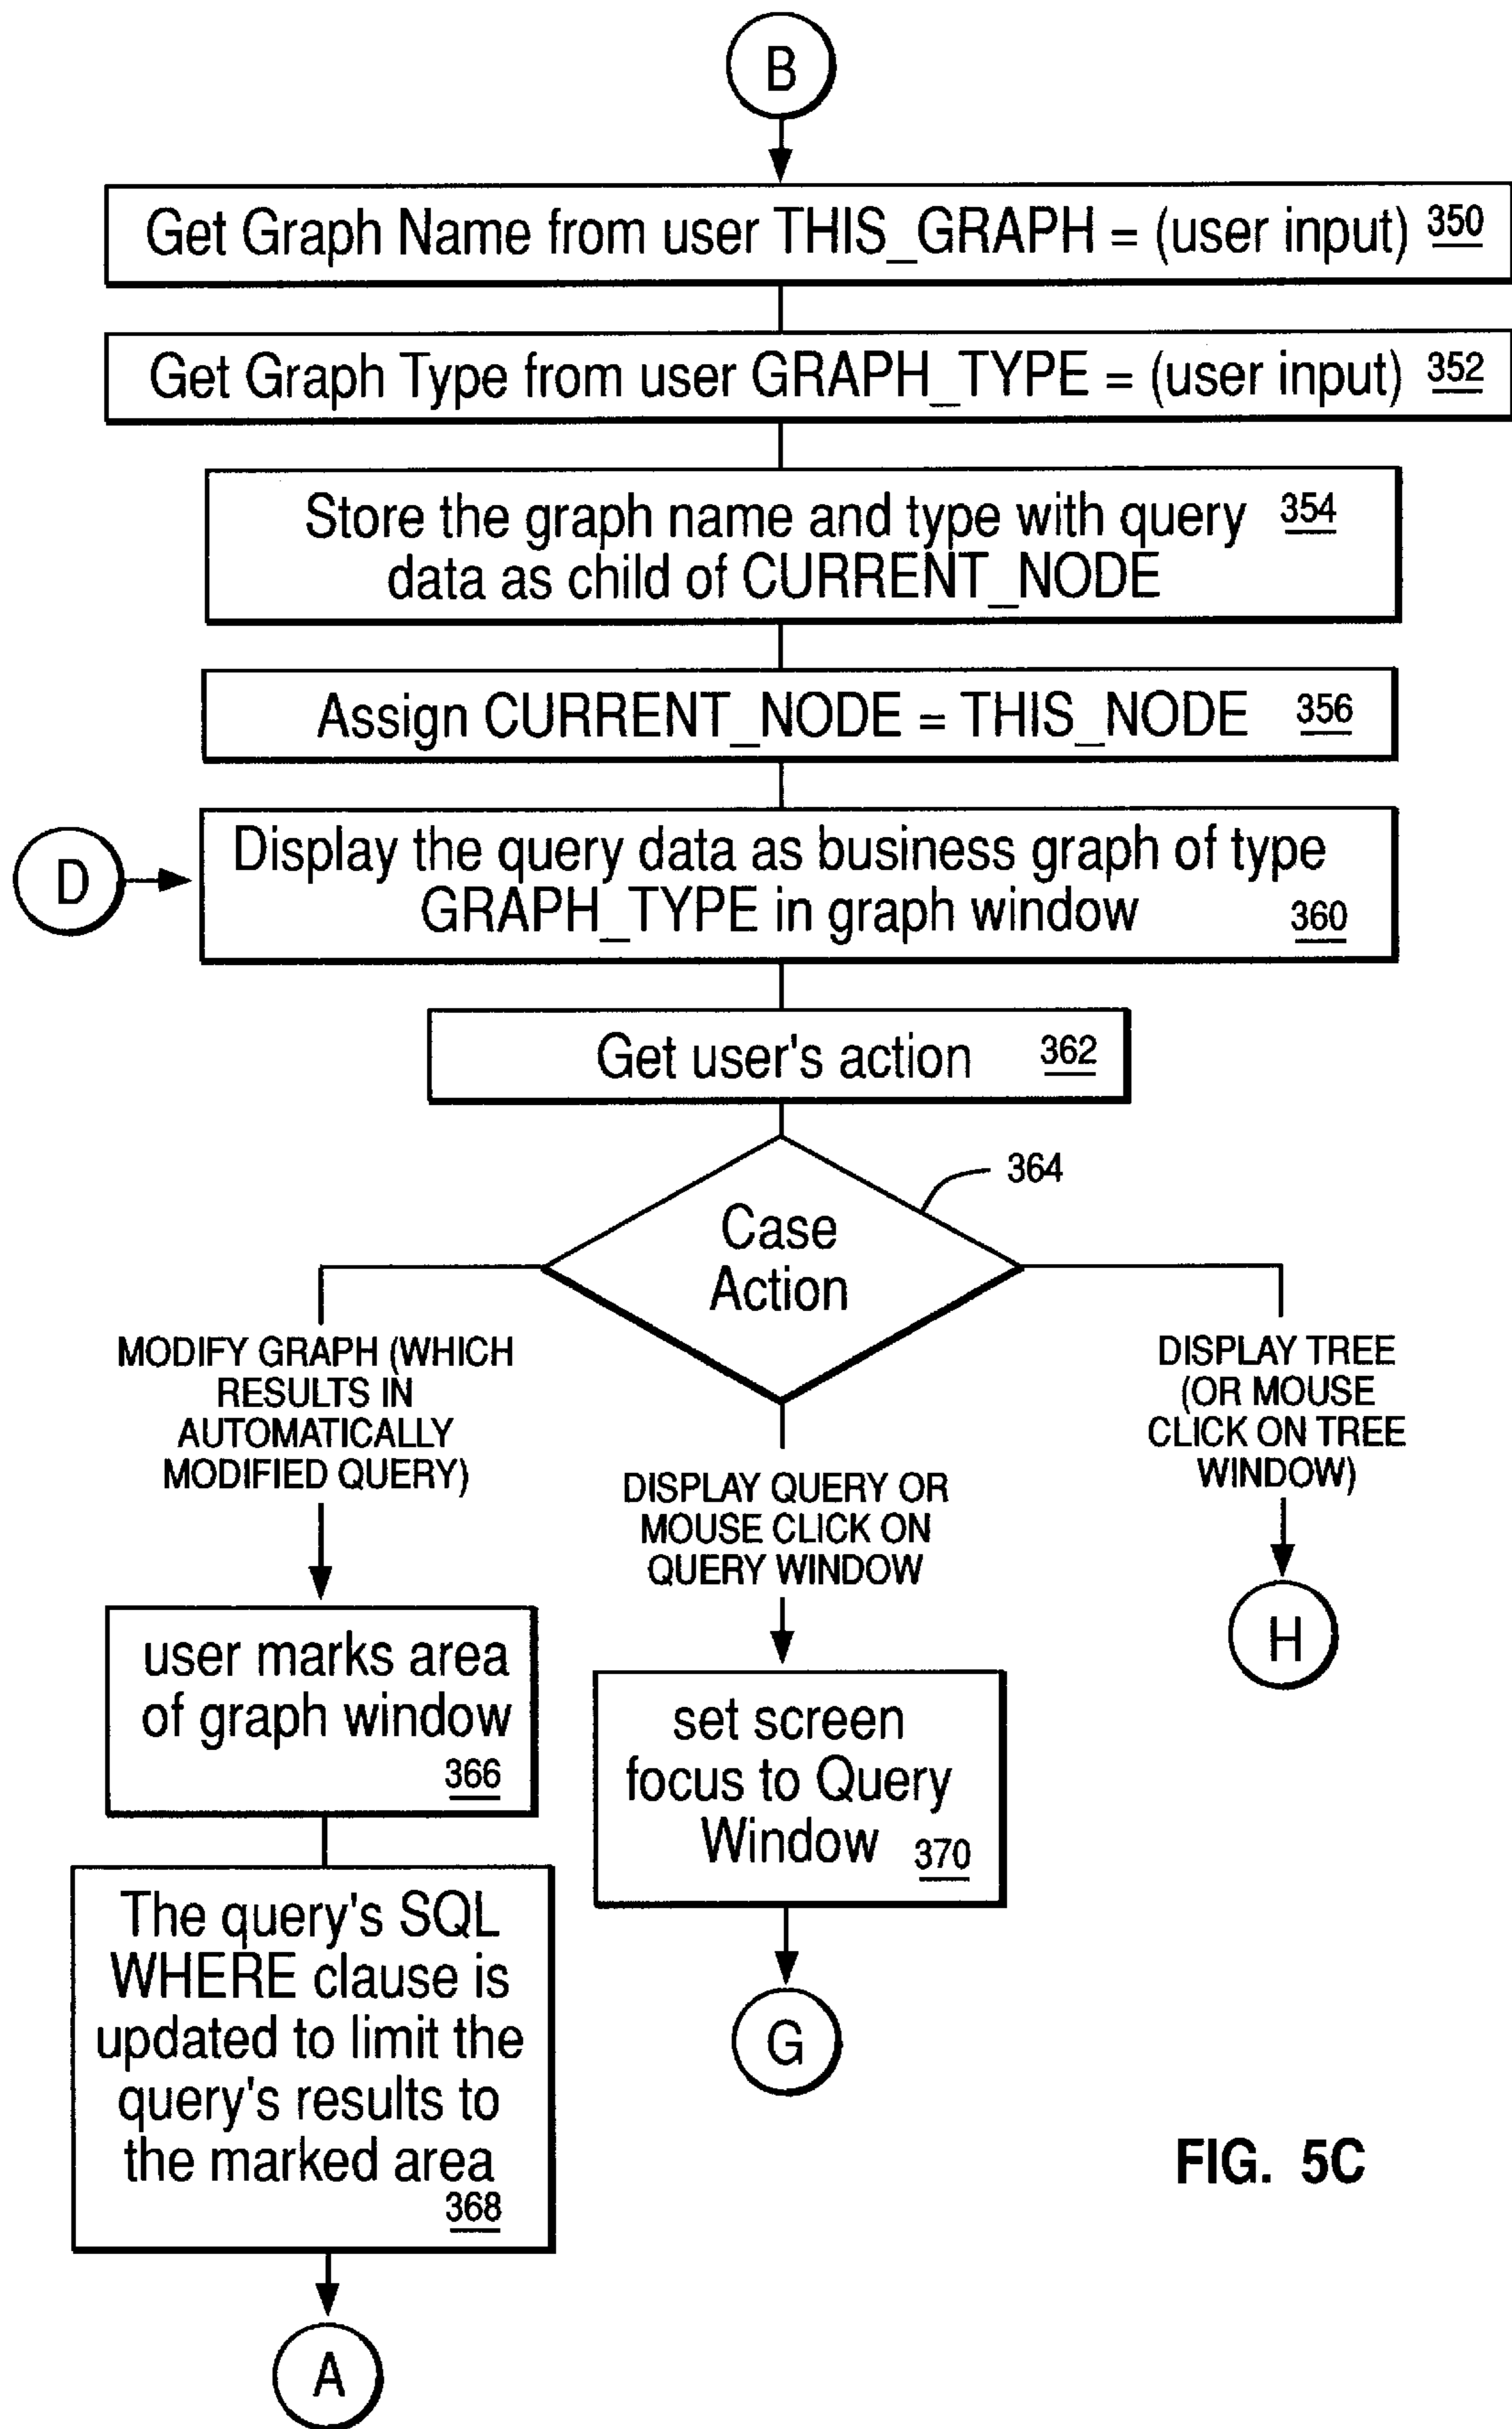 B
Get Graph Name from user THIS_GRAPH = (user input) 350
Get Graph Type from user GRAPH_TYPE = (user input) 352
Store the graph name and type with query 354
data as child of CURRENT_NODE
Assign CURRENT_NODE = THIS_NODE 356
D
Display the query data as business graph of type
GRAPH_TYPE in graph window 360
Get user's action 362
364
Case
Action
MODIFY GRAPH (WHICH
RESULTS IN
AUTOMATICALLY
MODIFIED QUERY)
DISPLAY QUERY OR
MOUSE CLICK ON
QUERY WINDOW
DISPLAY TREE
(OR MOUSE
CLICK ON TREE
WINDOW)
user marks area
of graph window
366
set screen
focus to Query
Window 370
H
The query's SQL
WHERE clause is
updated to limit the
query's results to
the marked area
368
G
A
FIG. 5C